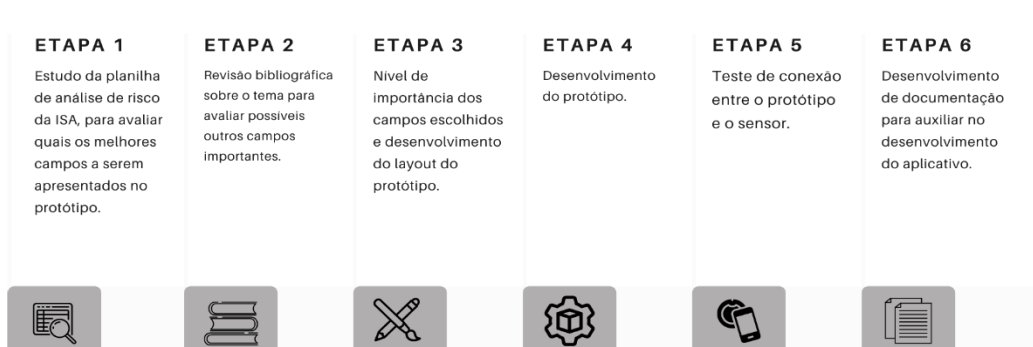 ETAPA 1
Estudo da planilha
de análise de risco
da ISA, para avaliar
quais os melhores
campos a serem
apresentados no
protótipo.
ETAPA 2
Revisão bibliográfica
sobre o tema para
avaliar possíveis
outros campos
importantes.
ETAPA 3
Nível de
importância dos
campos escolhidos
e desenvolvimento
do layout do
protótipo.
ETAPA 4
Desenvolvimento
do protótipo.
ETAPA 5
Teste de conexão
entre o protótipo
e o sensor.
ETAPA 6
Desenvolvimento
de documentação
para auxiliar no
desenvolvimento
do aplicativo.